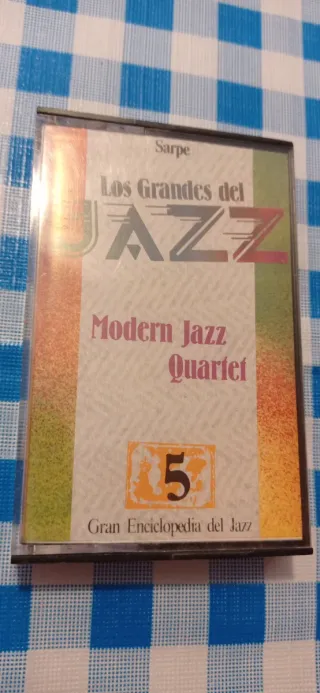 Sarpe
Los Grandes del
JAZZ
Modern Jazz
Quartet
5
Gran Enciclopedia del Jazz